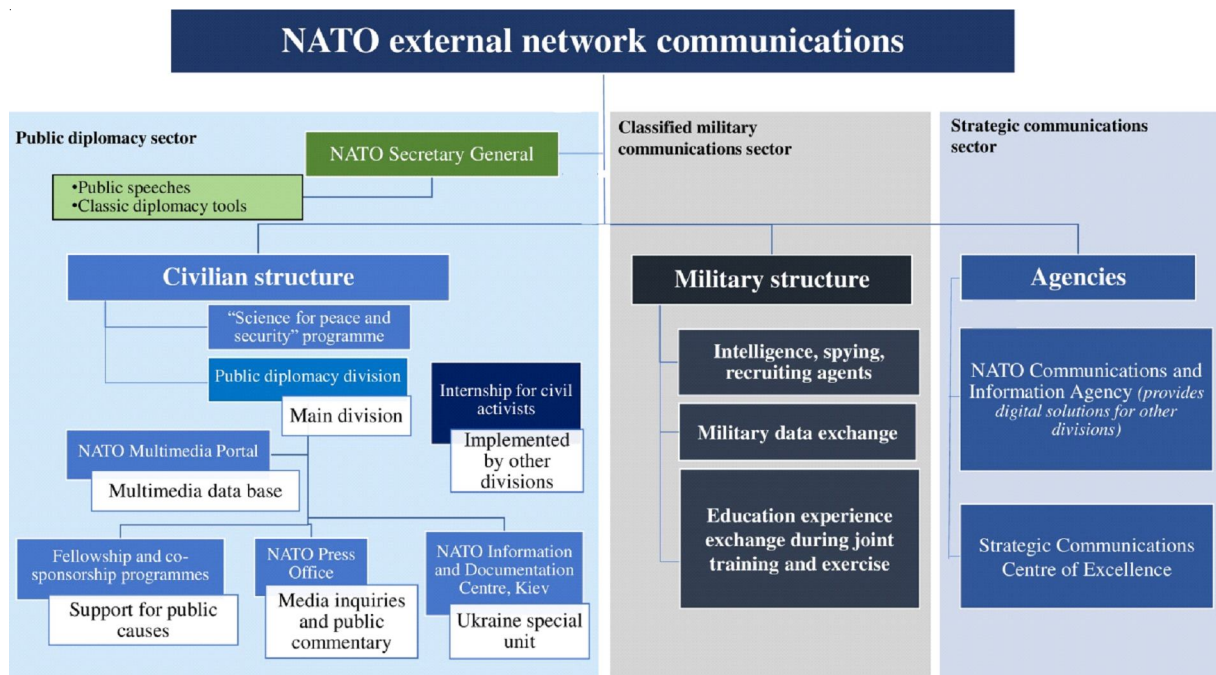 NATO external network communications
Public diplomacy sector
NATO Secretary General
•Public speeches
•Classic diplomacy tools
Civilian structure
“Science for peace and
security” programme
Public diplomacy division
Main division
Internship for civil
activists
Implemented
by other
divisions
NATO Multimedia Portal
Multimedia data base
Fellowship and co-
sponsorship programmes
Support for public
causes
NATO Press
Office
Media inquiries
and public
commentary
NATO Information
and Documentation
Centre, Kiev
Ukraine special
unit
Classified military
communications sector
Military structure
Intelligence, spying,
recruiting agents
Military data exchange
Education experience
exchange during joint
training and exercise
Strategic communications
sector
Agencies
NATO Communications and
Information Agency (provides
digital solutions for other
divisions)
Strategic Communications
Centre of Excellence